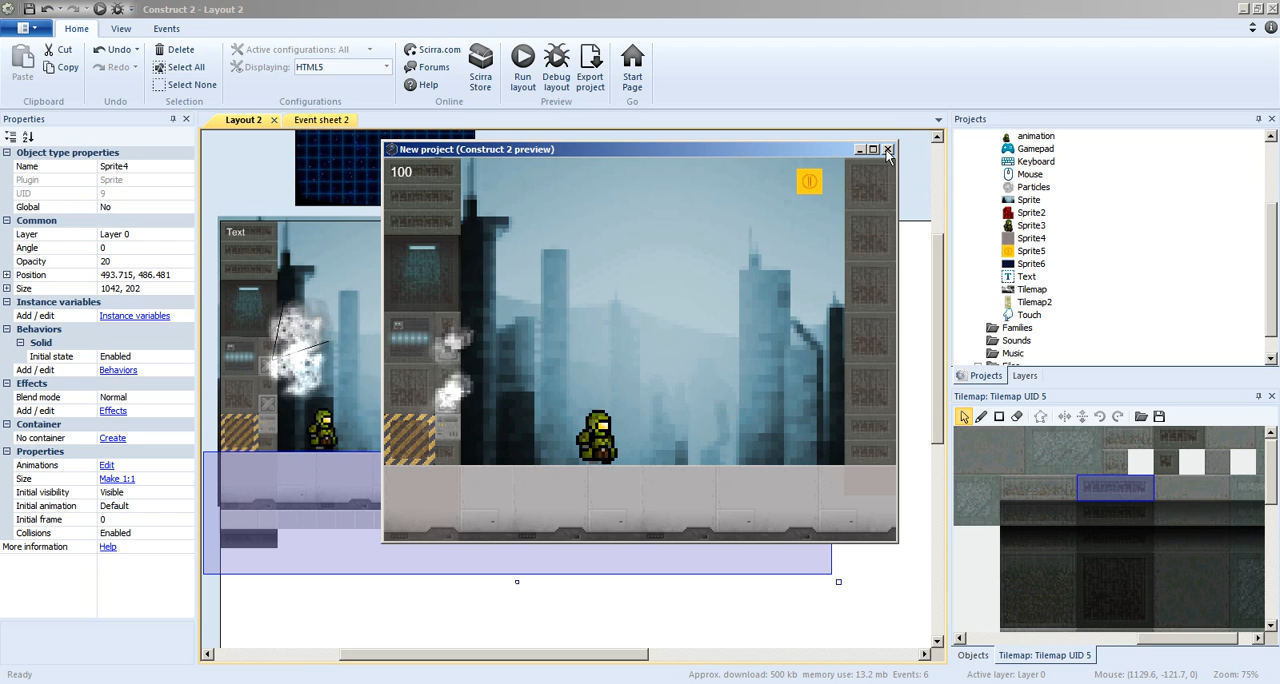 Construct 2 - Layout 2
Home View Events
Paste Cut Copy
Clipboard
Undo Redo
Undo
Delete
Select All
Select None
Selection
Active configurations: All
Displaying: HTML5
Configurations
Scirra.com
Forums
Help
Scirra Store
Online
Run layout
Debug layout
Export project
Preview
Start Page
Go
Properties
Layout 2 Event sheet 2
Projects
Object type properties
Name Sprite4
Plugin Sprite
UID 9
Global No
Common
Layer Layer 0
Angle 0
Opacity 20
Position 493.715, 486.481
Size 1042, 202
Instance variables
Add / edit Instance variables
Behaviors
Solid
Initial state Enabled
Add / edit Behaviors
Effects
Blend mode Normal
Add / edit Effects
Container
No container Create
Properties
Animations Edit
Size Make 1:1
Initial visibility Visible
Initial animation Default
Initial frame 0
Collisions Enabled
More information Help
Text
New project (Construct 2 preview)
100
animation
Gamepad
Keyboard
Mouse
Particles
Sprite
Sprite2
Sprite3
Sprite4
Sprite5
Sprite6
Text
Tilemap
Tilemap2
Touch
Families
Sounds
Music
Projects Layers
Tilemap: Tilemap UID 5
Objects Tilemap: Tilemap UID 5
Ready
Approx. download: 500 kb memory use: 13.2 mb Events: 6
Active layer: Layer 0
Mouse: (1129.6, -121.7, 0)
Zoom: 75%